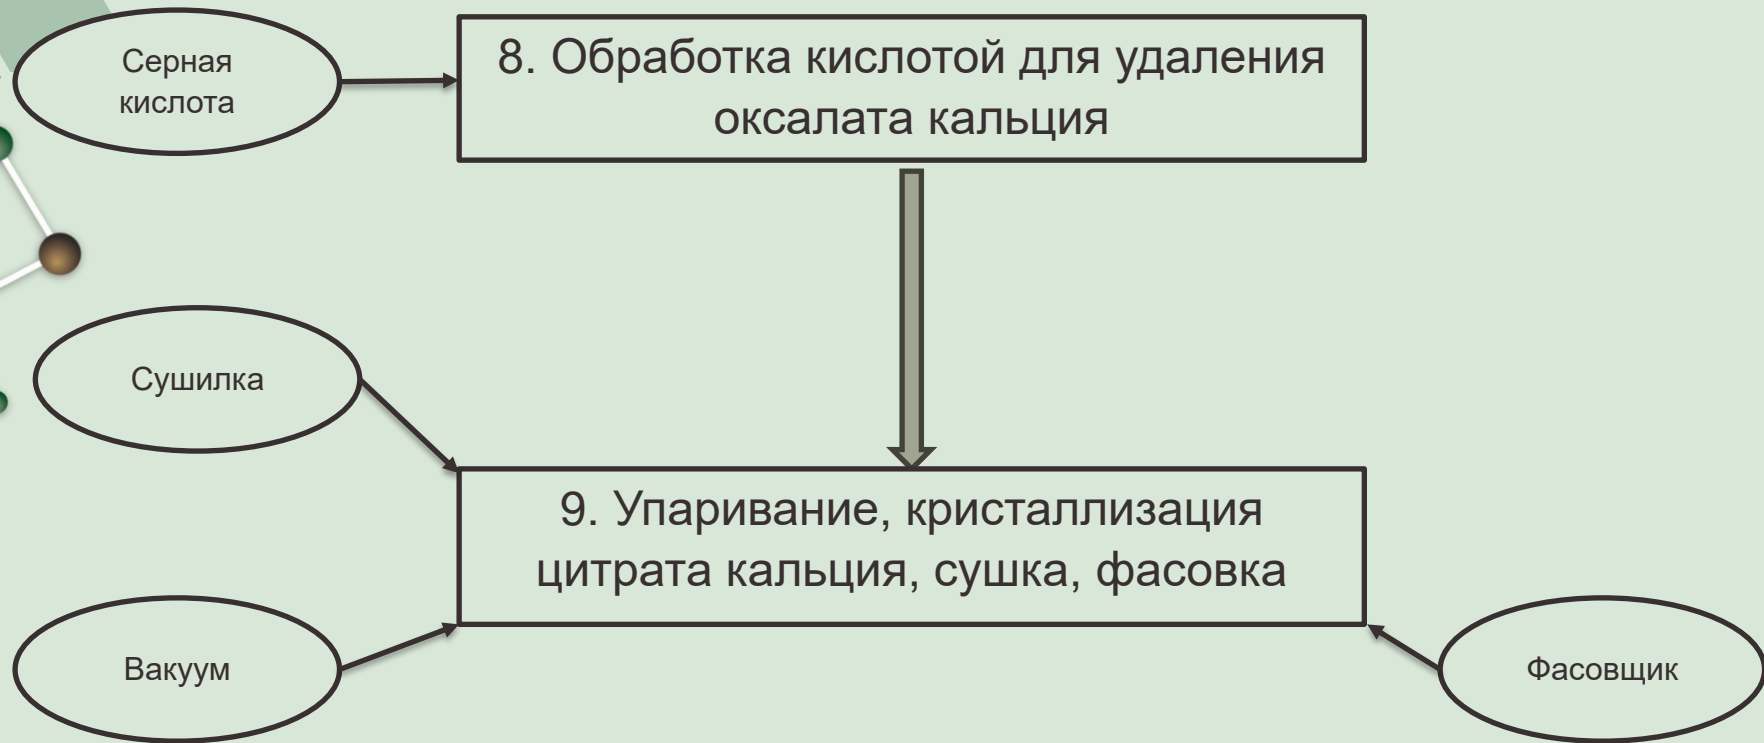 Серная
кислота
8. Обработка кислотой для удаления
оксалата кальция
Сушилка
9. Упаривание, кристаллизация
цитрата кальция, сушка, фасовка
Вакуум
Фасовщик